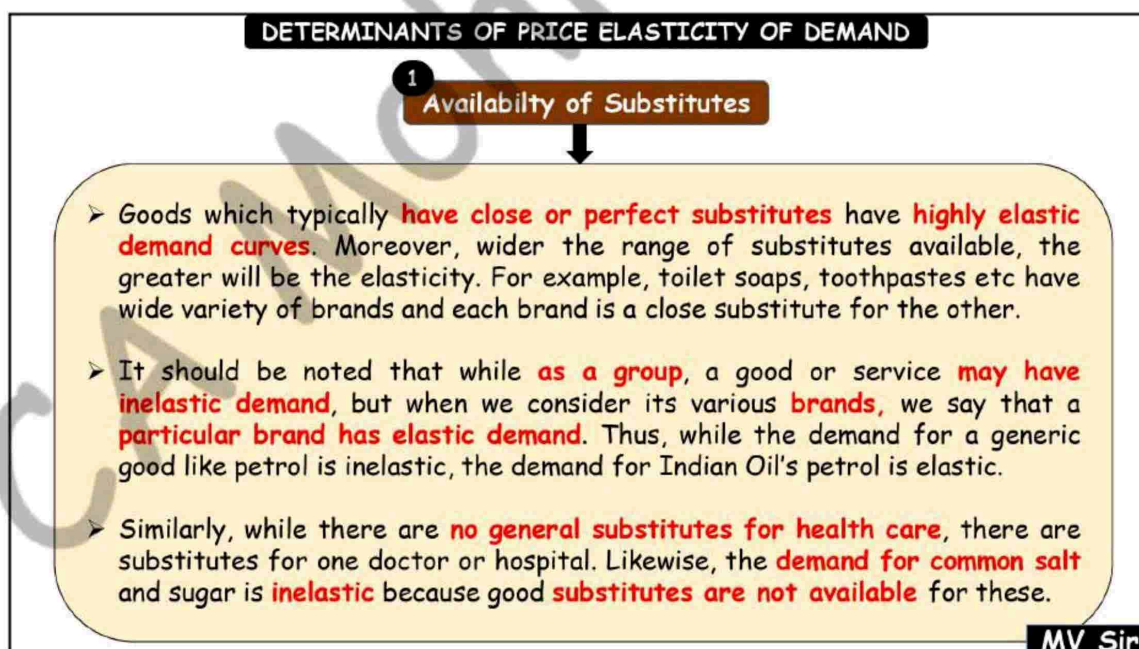 DETERMINANTS OF PRICE ELASTICITY OF DEMAND
1
Availabilty of Substitutes
➢ Goods which typically have close or perfect substitutes have highly elastic
demand curves. Moreover, wider the range of substitutes available, the
greater will be the elasticity. For example, toilet soaps, toothpastes etc have
wide variety of brands and each brand is a close substitute for the other.
➢ It should be noted that while as a group, a good or service may have
inelastic demand, but when we consider its various brands, we say that a
particular brand has elastic demand. Thus, while the demand for a generic
good like petrol is inelastic, the demand for Indian Oil's petrol is elastic.
➢ Similarly, while there are no general substitutes for health care, there are
substitutes for one doctor or hospital. Likewise, the demand for common salt
and sugar is inelastic because good substitutes are not available for these.
MV Sir
CA Moh